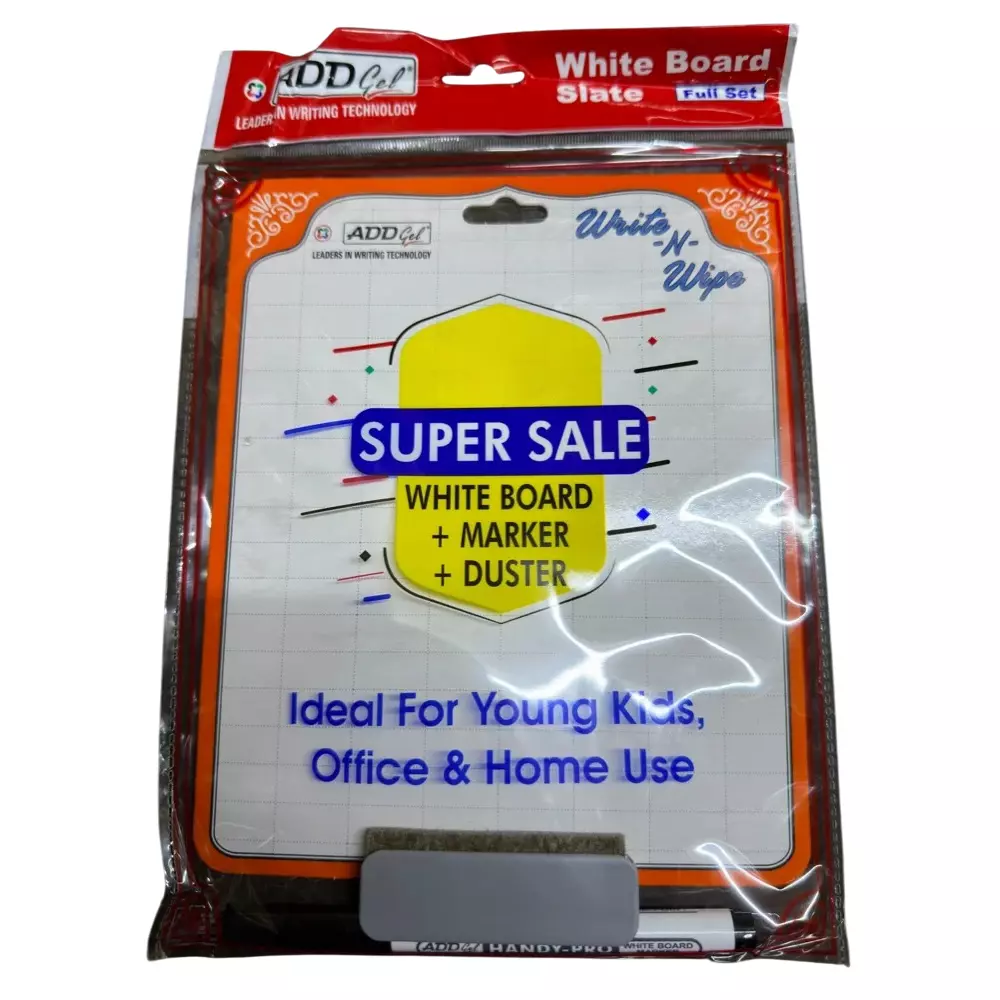 ADD Gel
LEADERS IN WRITING TECHNOLOGY
White Board
Slate Full Set
ADD Gel
LEADERS IN WRITING TECHNOLOGY
Write
-N-
Wipe
SUPER SALE
WHITE BOARD
+ MARKER
+ DUSTER
Ideal For Young Kids,
Office & Home Use
ADD Gel HANDY-PRO WHITE BOARD